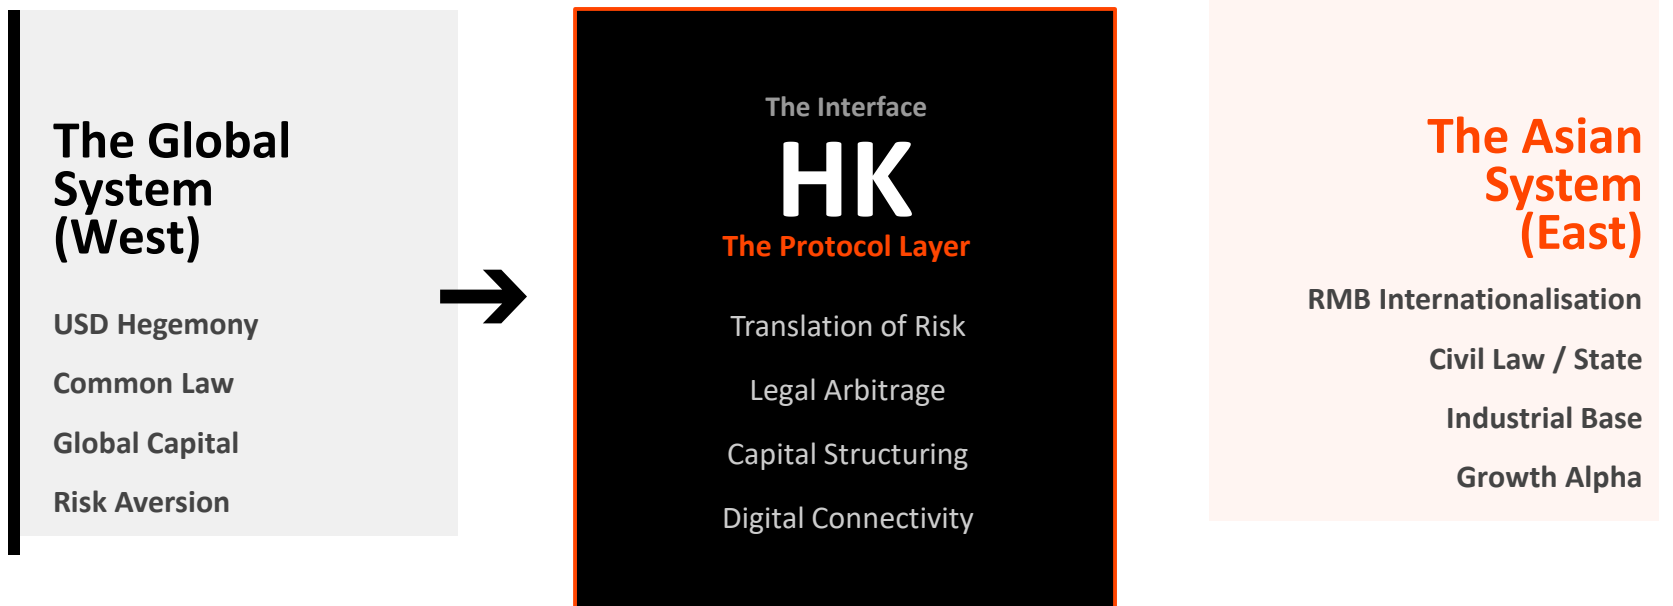 The Global
System
(West)
USD Hegemony
Common Law
Global Capital
Risk Aversion
The Interface
HK
The Protocol Layer
Translation of Risk
Legal Arbitrage
Capital Structuring
Digital Connectivity
The Asian
System
(East)
RMB Internationalisation
Civil Law / State
Industrial Base
Growth Alpha